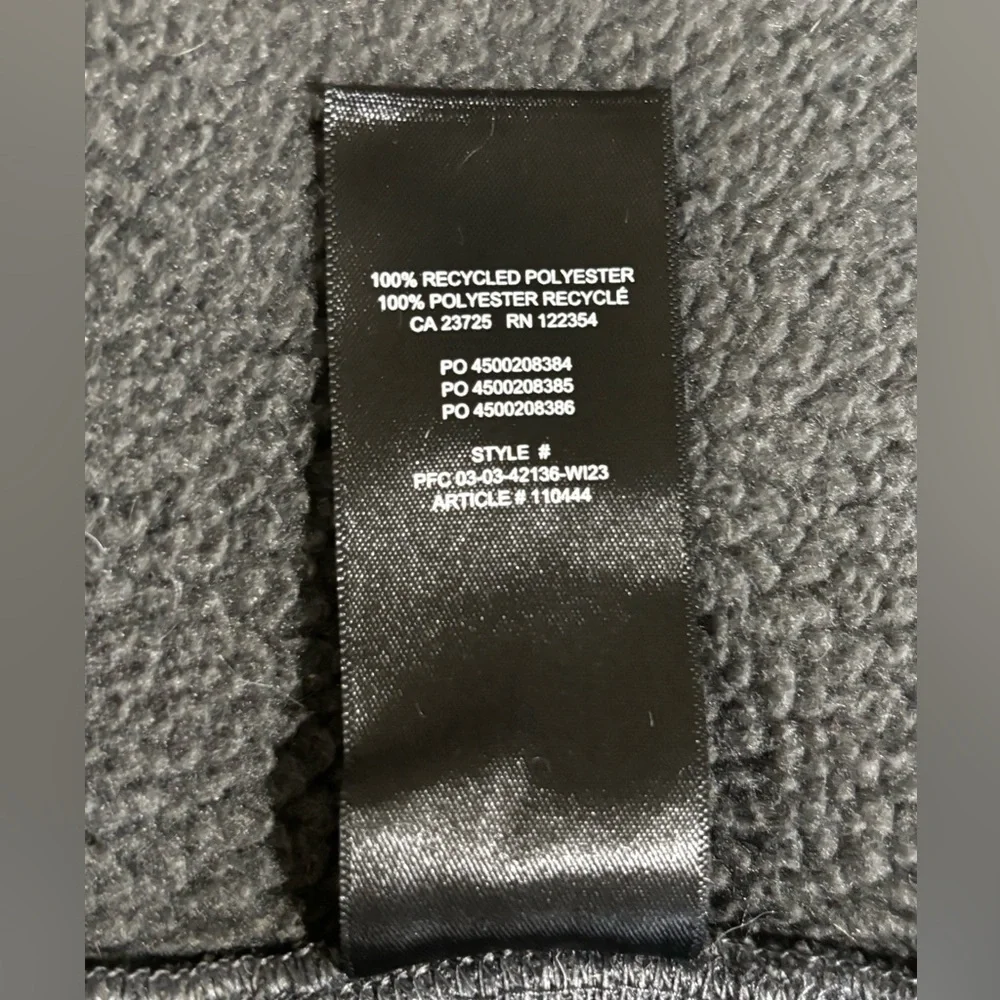 100% RECYCLED POLYESTER
100% POLYESTER RECYCLÉ
CA 23725 RN 122354
PO 4500208384
PO 4500208385
PO 4500208386
STYLE #
PFC 03-03-42136-WI23
ARTICLE # 110444